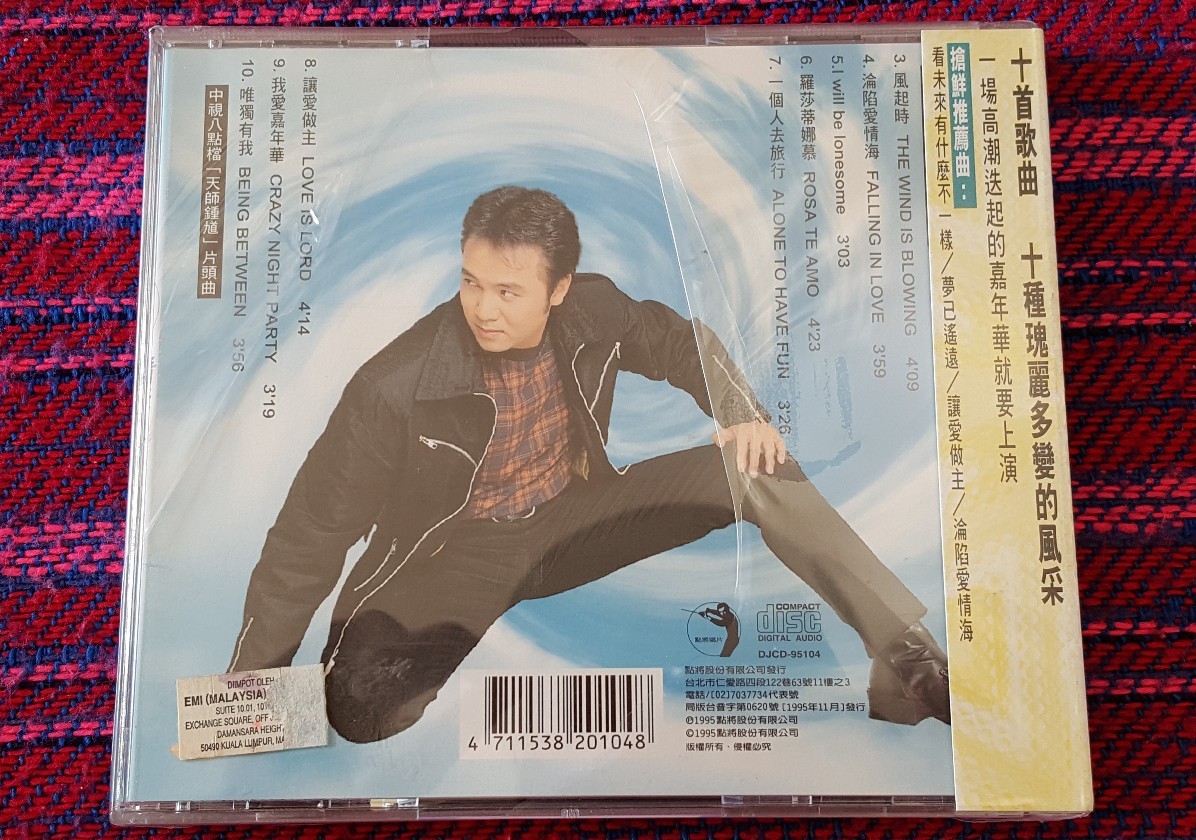 十首歌曲 十種瑰麗多變的風采
一場高潮迭起的嘉年華就要上演
搶鮮推薦曲：
看未來有什麼不一樣/夢已遙遠/讓愛做主/淪陷愛情海
3. 風起時 THE WIND IS BLOWING 4'09
4. 淪陷愛情海 FALLING IN LOVE 3'59
5.I will be lonesome 3'03
6. 羅莎蒂娜慕 ROSA TE AMO 4'23
7. 一個人去旅行 ALONE TO HAVE FUN 3'26
8. 讓愛做主 LOVE IS LORD 4'14
9. 我愛嘉年華 CRAZY NIGHT PARTY 3'19
10. 唯獨有我 BEING BETWEEN 3'56
中視八點檔「天師鍾馗」片頭曲
點將唱片
COMPACT
disc
DIGITAL AUDIO
DJCD-95104
點將股份有限公司發行
台北市仁愛路四段122巷63號11樓之3
電話/[02]7037734代表號
局版台音字第0620號 [1995年11月]發行
©1995點將股份有限公司
℗1995點將股份有限公司
版權所有・侵權必究
4 711538 201048
DIIMPOT OLEH
EMI (MALAYSIA)
SUITE 10.01, 10
EXCHANGE SQUARE, OFF
DAMANSARA HEIGH
50490 KUALA LUMPUR, MA